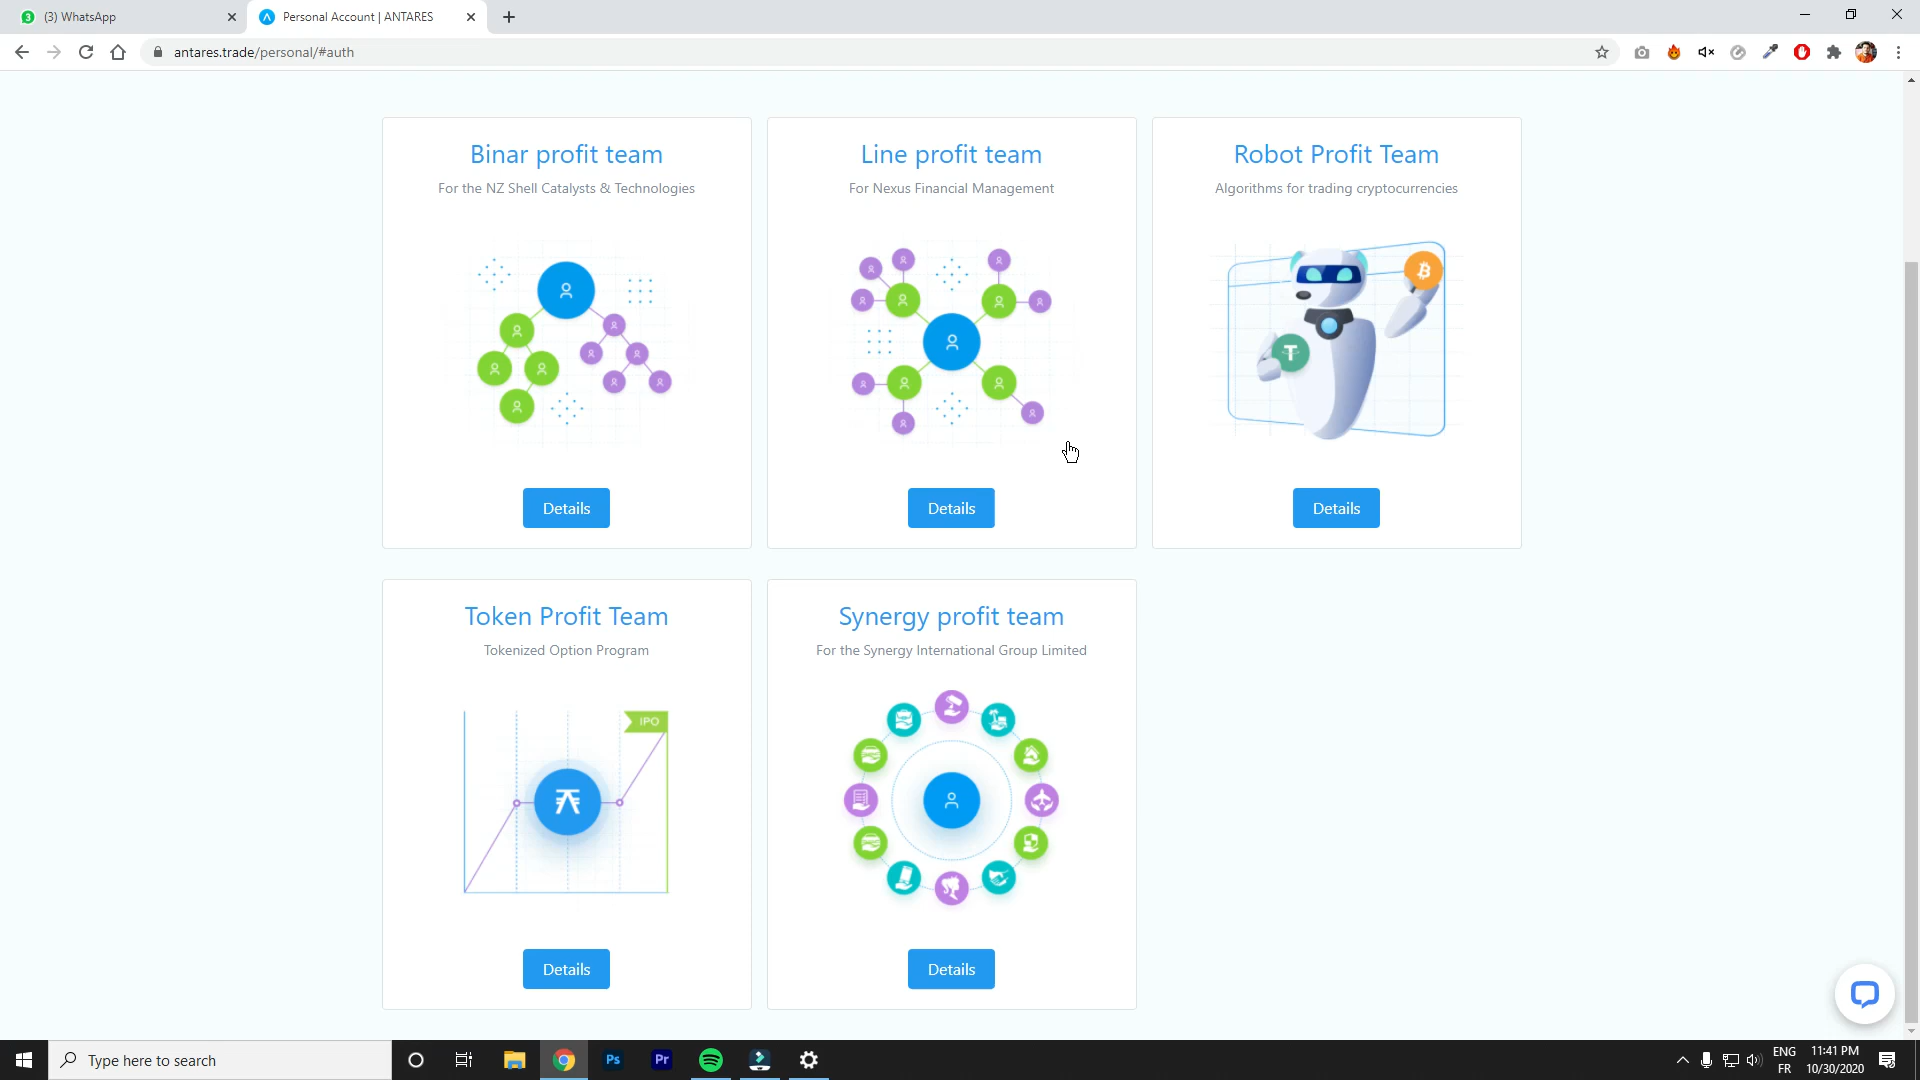 (3) WhatsApp
Personal Account | ANTARES
antares.trade/personal/#auth
Binar profit team
For the NZ Shell Catalysts & Technologies
Details
Line profit team
For Nexus Financial Management
Details
Robot Profit Team
Algorithms for trading cryptocurrencies
Details
Token Profit Team
Tokenized Option Program
IPO
Details
Synergy profit team
For the Synergy International Group Limited
Details
Type here to search
Ps
Pr
ENG
FR
11:41 PM
10/30/2020